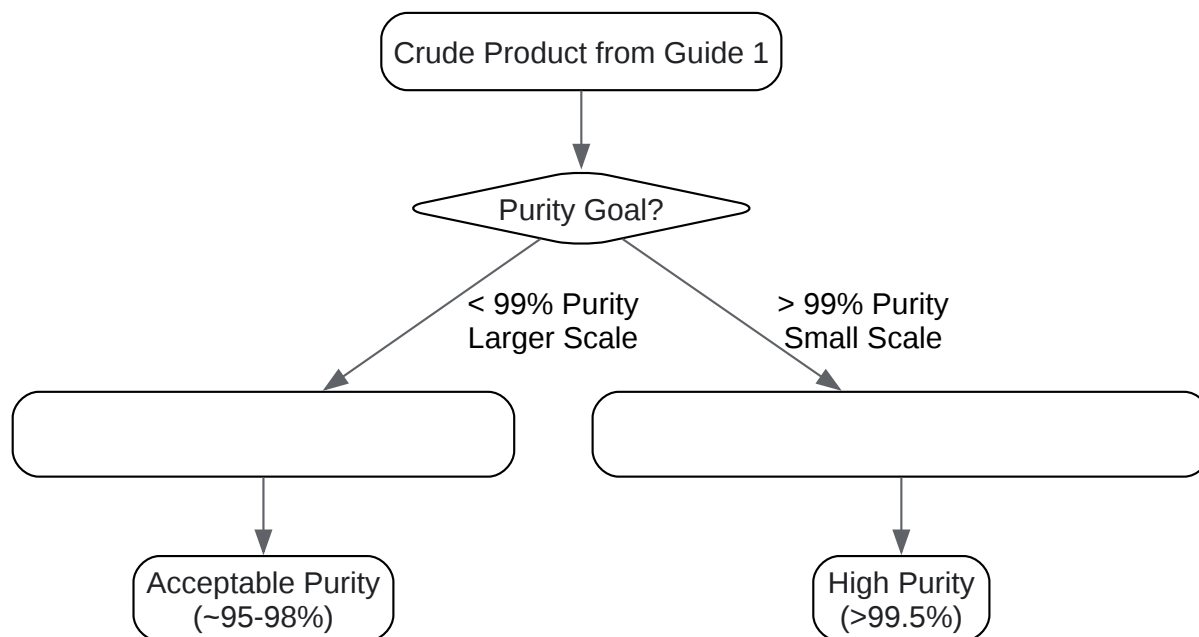 Crude Product from Guide 1
Purity Goal?
< 99% Purity
Larger Scale
> 99% Purity
Small Scale
Acceptable Purity
(~95-98%)
High Purity
(>99.5%)